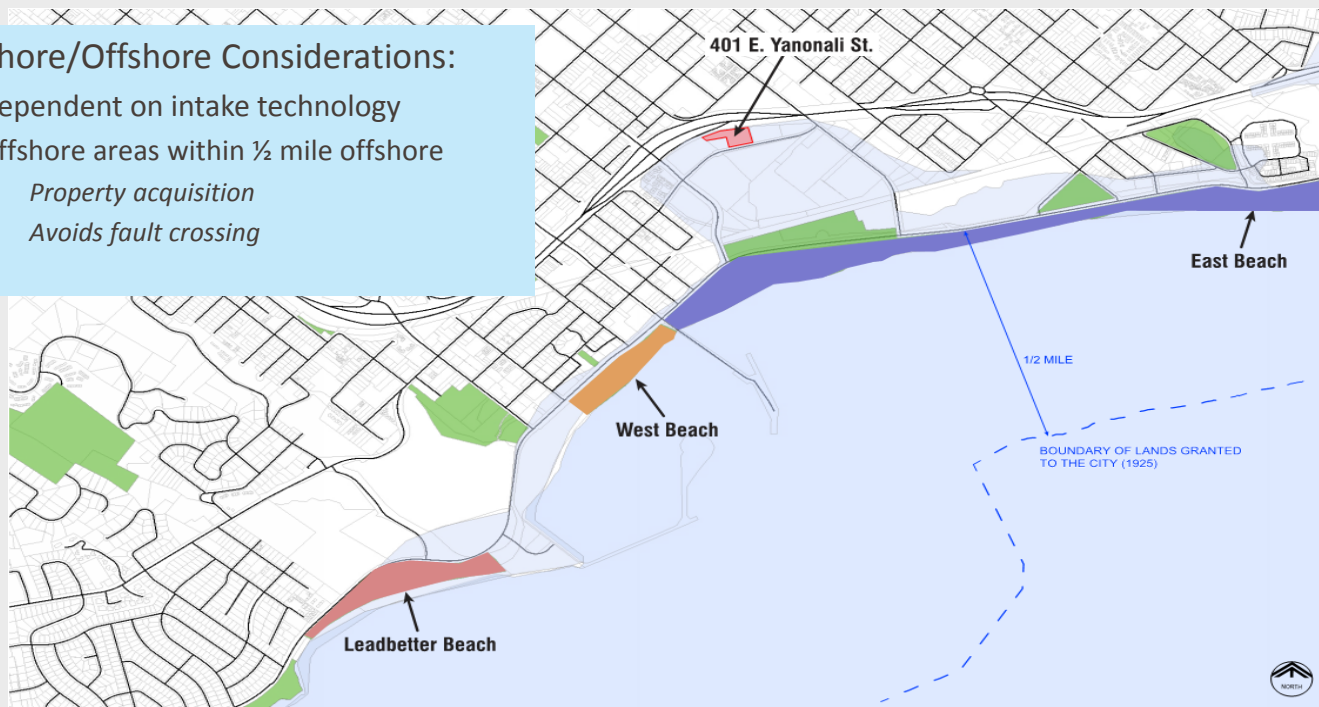 hore/Offshore Considerations:
ependent on intake technology
ffshore areas within ½ mile offshore
Property acquisition
Avoids fault crossing
401 E. Yanonali St.
East Beach
1/2 MILE
West Beach
BOUNDARY OF LANDS GRANTED
TO THE CITY (1925)
Leadbetter Beach
NORTH